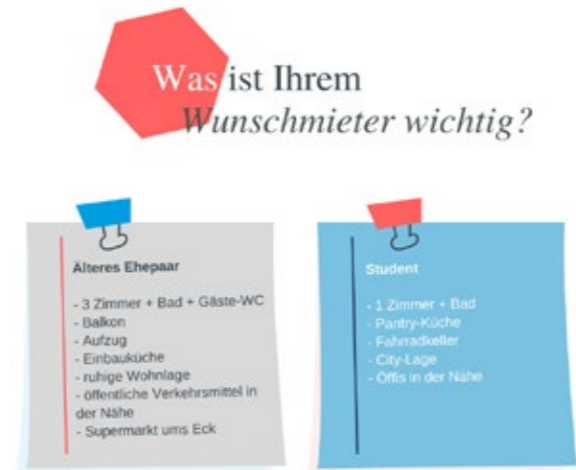 Was ist Ihrem
Wunschmieter wichtig?
Älteres Ehepaar
- 3 Zimmer + Bad + Gäste-WC
- Balkon
- Aufzug
- Einbauküche
- ruhige Wohnlage
- öffentliche Verkehrsmittel in
der Nähe
- Supermarkt ums Eck
Student
- 1 Zimmer + Bad
- Pantry-Küche
- Fahrradkeller
- City-Lage
- Öffis in der Nähe